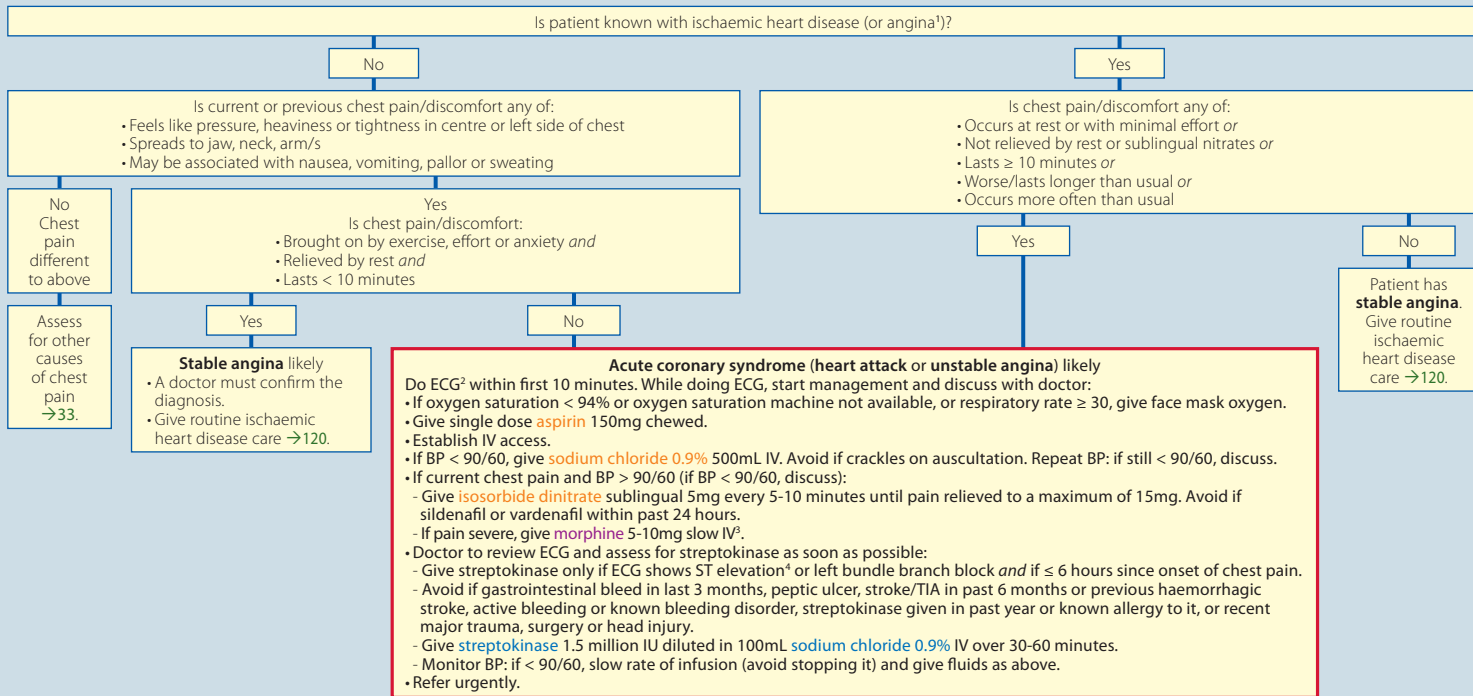 Is patient known with ischaemic heart disease (or angina¹)?
No
Yes
Is current or previous chest pain/discomfort any of:
• Feels like pressure, heaviness or tightness in centre or left side of chest
• Spreads to jaw, neck, arm/s
• May be associated with nausea, vomiting, pallor or sweating
Is chest pain/discomfort any of:
• Occurs at rest or with minimal effort or
• Not relieved by rest or sublingual nitrates or
• Lasts ≥ 10 minutes or
• Worse/lasts longer than usual or
• Occurs more often than usual
No
Chest
pain
different
to above
Yes
Is chest pain/discomfort:
• Brought on by exercise, effort or anxiety and
• Relieved by rest and
• Lasts < 10 minutes
Yes
No
Assess
for other
causes
of chest
pain
→33.
Yes
No
Patient has
stable angina.
Give routine
ischaemic
heart disease
care →120.
Stable angina likely
• A doctor must confirm the
diagnosis.
• Give routine ischaemic
heart disease care →120.
Acute coronary syndrome (heart attack or unstable angina) likely
Do ECG² within first 10 minutes. While doing ECG, start management and discuss with doctor:
• If oxygen saturation < 94% or oxygen saturation machine not available, or respiratory rate ≥ 30, give face mask oxygen.
• Give single dose aspirin 150mg chewed.
• Establish IV access.
• If BP < 90/60, give sodium chloride 0.9% 500mL IV. Avoid if crackles on auscultation. Repeat BP: if still < 90/60, discuss.
• If current chest pain and BP > 90/60 (if BP < 90/60, discuss):
- Give isosorbide dinitrate sublingual 5mg every 5-10 minutes until pain relieved to a maximum of 15mg. Avoid if
sildenafil or vardenafil within past 24 hours.
- If pain severe, give morphine 5-10mg slow IV³.
• Doctor to review ECG and assess for streptokinase as soon as possible:
- Give streptokinase only if ECG shows ST elevation⁴ or left bundle branch block and if ≤ 6 hours since onset of chest pain.
- Avoid if gastrointestinal bleed in last 3 months, peptic ulcer, stroke/TIA in past 6 months or previous haemorrhagic
stroke, active bleeding or known bleeding disorder, streptokinase given in past year or known allergy to it, or recent
major trauma, surgery or head injury.
- Give streptokinase 1.5 million IU diluted in 100mL sodium chloride 0.9% IV over 30-60 minutes.
- Monitor BP: if < 90/60, slow rate of infusion (avoid stopping it) and give fluids as above.
• Refer urgently.